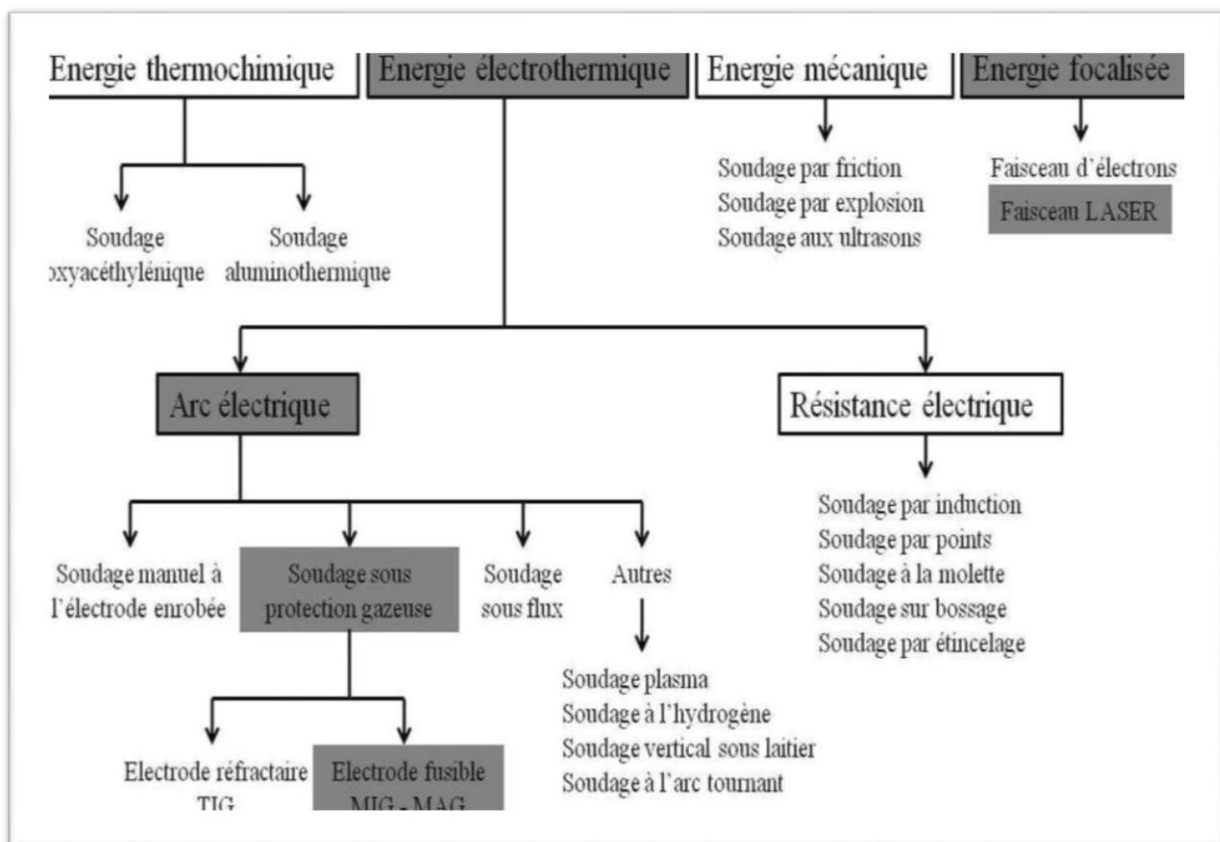 Energie thermochimique
Energie électrothermique
Energie mécanique
Energie focalisée
Soudage
oxyacéthylénique
Soudage
aluminothermique
Soudage par friction
Soudage par explosion
Soudage aux ultrasons
Faisceau d'électrons
Faisceau LASER
Arc électrique
Résistance électrique
Soudage manuel à
l'électrode enrobée
Soudage sous
protection gazeuse
Soudage
sous flux
Autres
Soudage par induction
Soudage par points
Soudage à la molette
Soudage sur bossage
Soudage par étincelage
Soudage plasma
Soudage à l'hydrogène
Soudage vertical sous laitier
Soudage à l'arc tournant
Electrode réfractaire
TIG
Electrode fusible
MIG - MAG